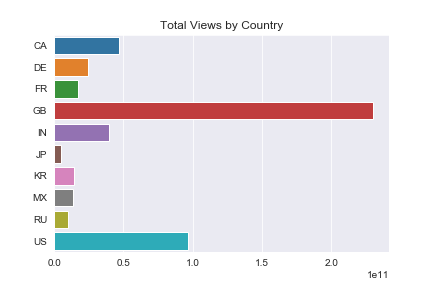 Total Views by Country
CA
DE
FR
GB
IN
JP
KR
MX
RU
US
0.0 0.5 1.0 1.5 2.0
1e11